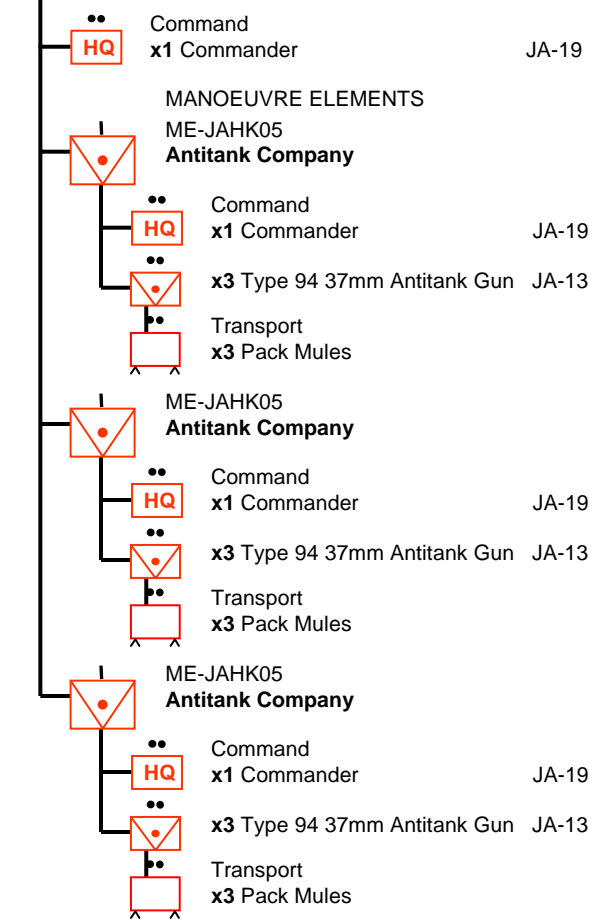 Command
HQ x1 Commander JA-19
MANOEUVRE ELEMENTS
ME-JAHK05
Antitank Company
Command
HQ x1 Commander JA-19
x3 Type 94 37mm Antitank Gun JA-13
Transport
x3 Pack Mules
ME-JAHK05
Antitank Company
Command
HQ x1 Commander JA-19
x3 Type 94 37mm Antitank Gun JA-13
Transport
x3 Pack Mules
ME-JAHK05
Antitank Company
Command
HQ x1 Commander JA-19
x3 Type 94 37mm Antitank Gun JA-13
Transport
x3 Pack Mules